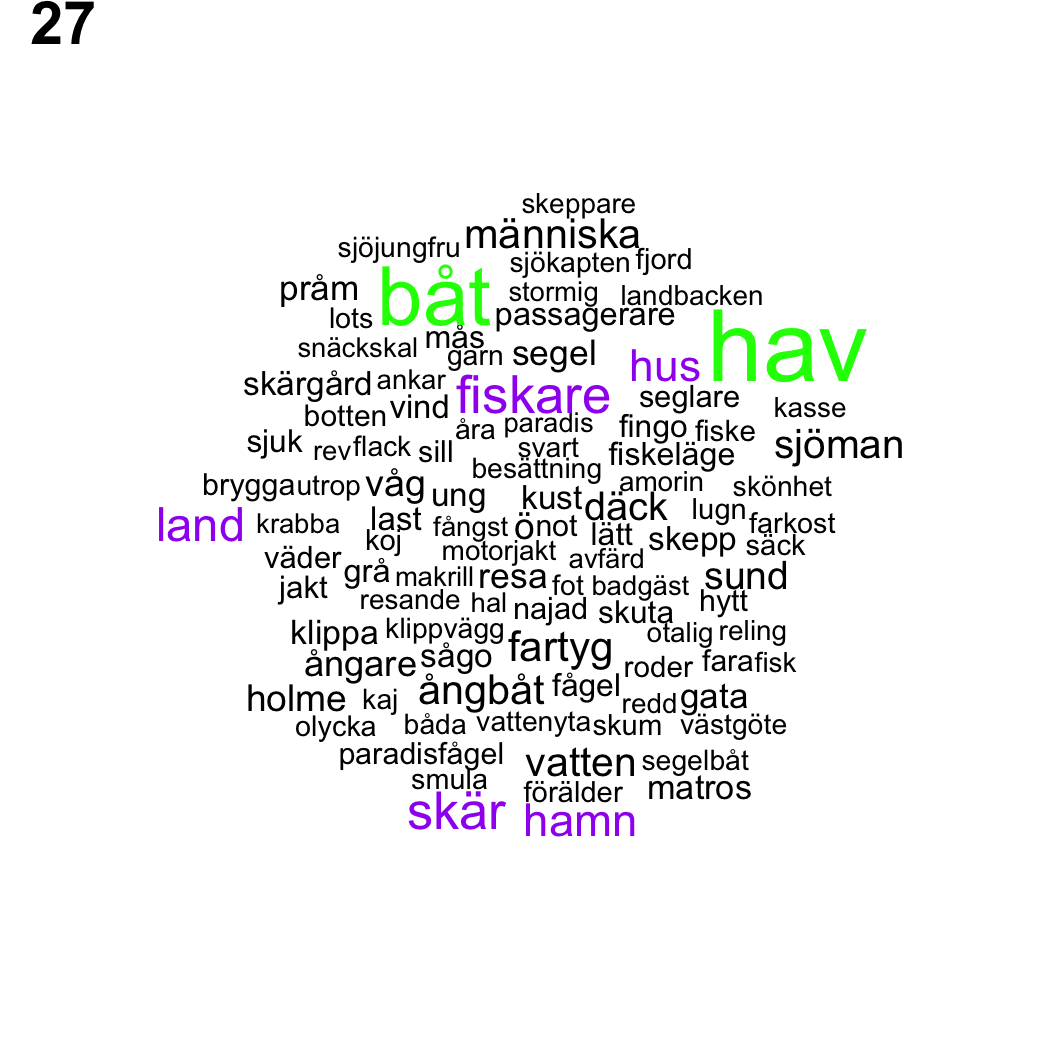 27
skeppare
människa
sjöjungfru
sjökapten fjord
pråm båt stormig landbacken
lots passagerare hav
snäckskal mås garn segel hus
skärgård ankar fiskare seglare
botten vind åra paradis fingo fiske kasse
sjuk rev flack sill svart fiskeläge sjöman
besättning
brygga utrop våg ung kust däck amorin skönhet
land krabba last fångst ö not lätt lugn farkost
koj motorjakt skepp säck
väder grå makrill resa avfärd sund
jakt resande hal fot badgäst hytt
najad skuta
klippa klippvägg fartyg otalig reling
ångare sågo roder fara fisk
holme kaj ångbåt fågel redd gata
olycka båda vattenyta skum västgöte
paradisfågel vatten segelbåt
smula förälder matros
skär hamn